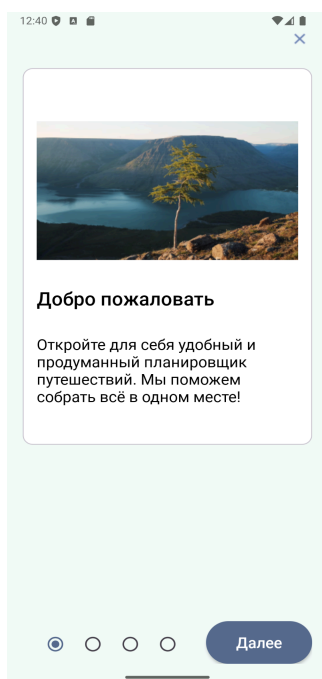 12:40
Добро пожаловать
Откройте для себя удобный и
продуманный планировщик
путешествий. Мы поможем
собрать всё в одном месте!
Далее